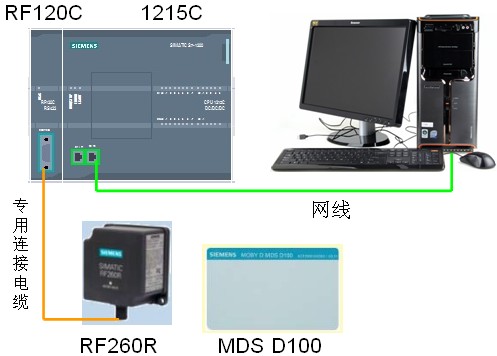 RF120C 1215C
SIEMENS
SIMATIC S7-1200
RF120C
CPU 1215C
DC/DC/DC
网线
专用连接电缆
SIEMENS
SIMATIC
RF260R
SIEMENS MOBY D MDS D100
RF260R MDS D100